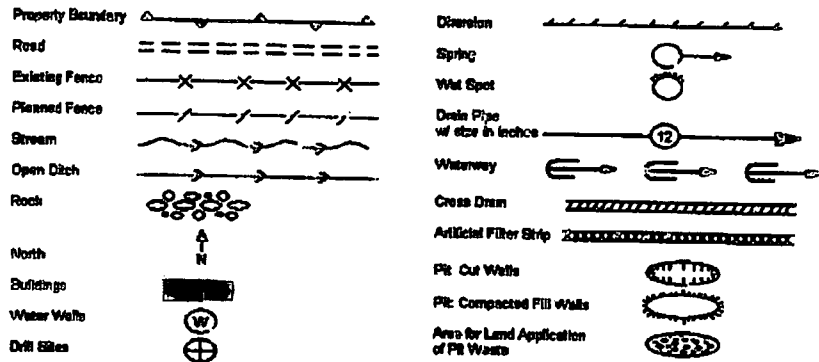 Property Boundary
Road
Existing Fence
Planned Fence
Stream
Open Ditch
Rock
North
N
Buildings
Water Wells
W
Drill Sites
Diversion
Spring
Wet Spot
Drain Pipe
w/ size in inches
12
Waterway
Cross Drain
Artificial Filter Strip
Pit: Cut Walls
Pit: Compacted Fill Walls
Area for Land Application
of Pit Waste